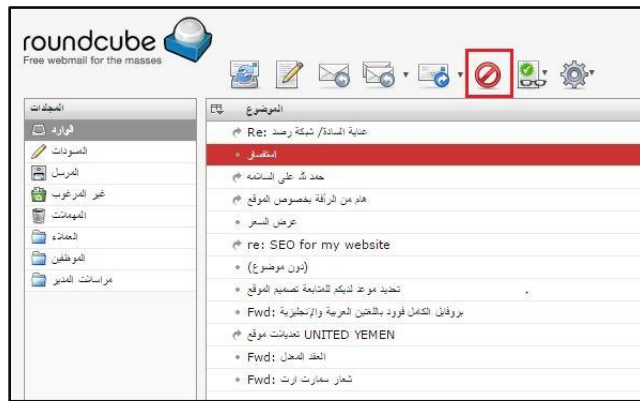 roundcube
Free webmail for the masses
المجلدات
الوارد
المسودات
المرسل
غير المرغوب
المهملات
العملاء
الموظفين
مراسلات المدير
الموضوع
Re: عناية السادة/ شبكة رصد
استفسار
حمد لله على السلامه
هام من الرأفة بخصوص الموقع
عرض السعر
re: SEO for my website
(دون موضوع)
تحديد موعد لديكم للمتابعة تصميم الموقع
Fwd: بروفايل الكامل فوود باللغتين العربية والإنجليزية
UNITED YEMEN تعديلات موقع
Fwd: العقد المعدل
Fwd: شعار سمارت ارت